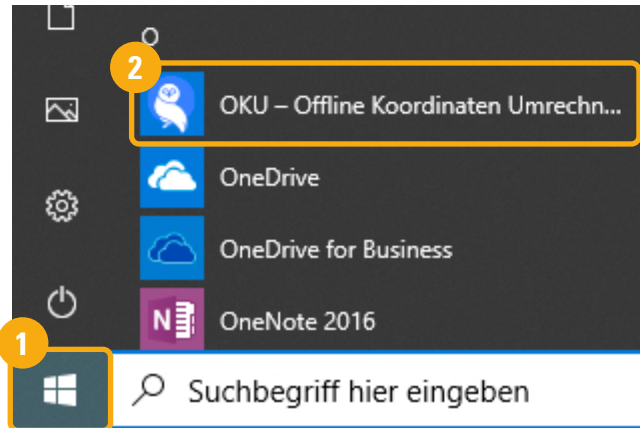 O
2
OKU – Offline Koordinaten Umrechn...
OneDrive
OneDrive for Business
N
OneNote 2016
1
Suchbegriff hier eingeben